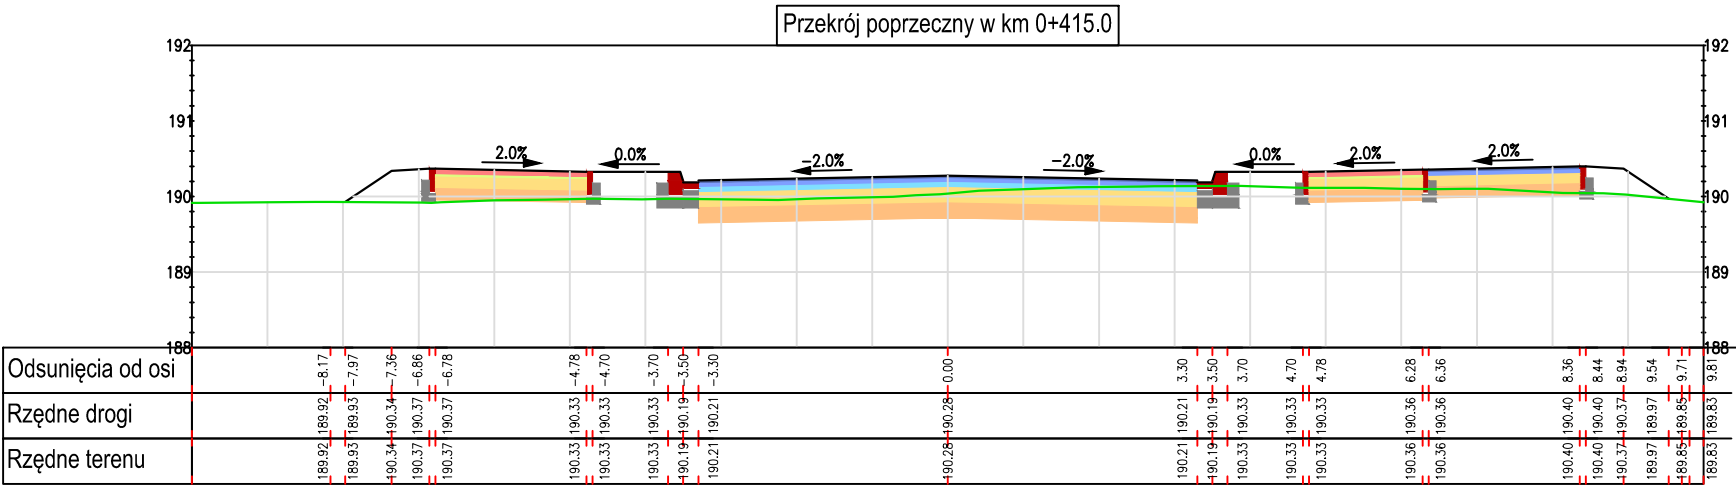 Przekrój poprzeczny w km 0+415.0
192 192
191 191
2.0% 0.0% -2.0% -2.0% 0.0% 2.0% 2.0%
190 190
189 189
188 188
Odsunięcia od osi -8.17 -7.97 -7.36 -6.86 -6.78 -4.78 -4.70 -3.70 -3.50 -3.30 0.00 3.30 3.50 3.70 4.70 4.78 6.28 6.36 8.36 8.44 8.94 9.54 9.71 9.81
Rzędne drogi 189.92 189.93 190.34 190.37 190.37 190.33 190.33 190.33 190.19 190.21 190.28 190.21 190.19 190.33 190.33 190.33 190.36 190.36 190.40 190.40 190.37 189.97 189.85 189.83
Rzędne terenu 189.92 189.93 190.34 190.37 190.37 190.33 190.33 190.33 190.19 190.21 190.28 190.21 190.19 190.33 190.33 190.33 190.36 190.36 190.40 190.40 190.37 189.97 189.85 189.83